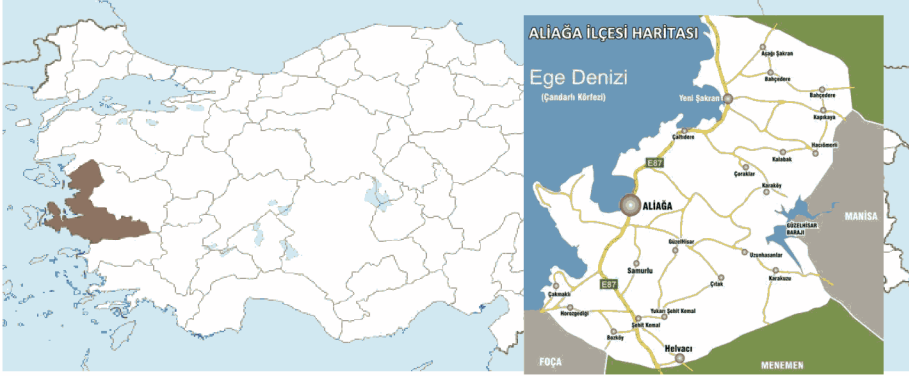 ALİAĞA İLÇESİ HARİTASI
Ege Denizi
(Çandarlı Körfezi)
Aşağı Şakran
Bahçedere
Bahçedere
Yeni Şakran
Kapıkaya
Çaltıdere
Hacıömerli
Kalabak
E87
Çoraklar
Karaköy
ALİAĞA
MANİSA
GÜZELHİSAR
BARAJI
Güzelhisar
Uzunhasanlar
Samurlu
Karakuzu
Çıtak
E87
Çakmaklı
Horozgediği
Yukarı Şehit Kemal
Şehit Kemal
Bozköy
Helvacı
FOÇA
MENEMEN